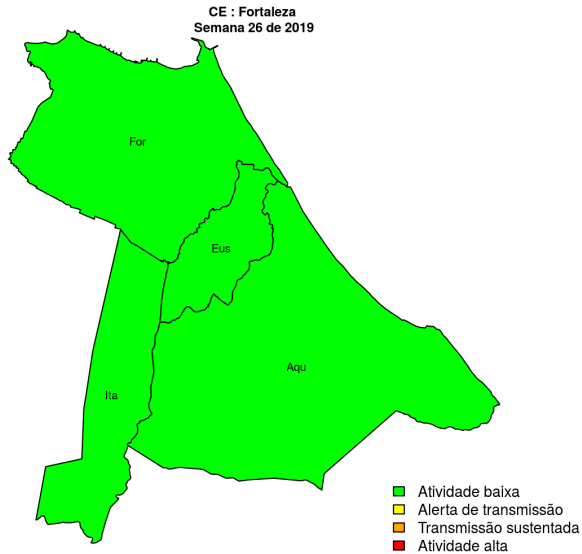 CE : Fortaleza
Semana 26 de 2019
For
Eus
Aqu
Ita
Atividade baixa
Alerta de transmissão
Transmissão sustentada
Atividade alta